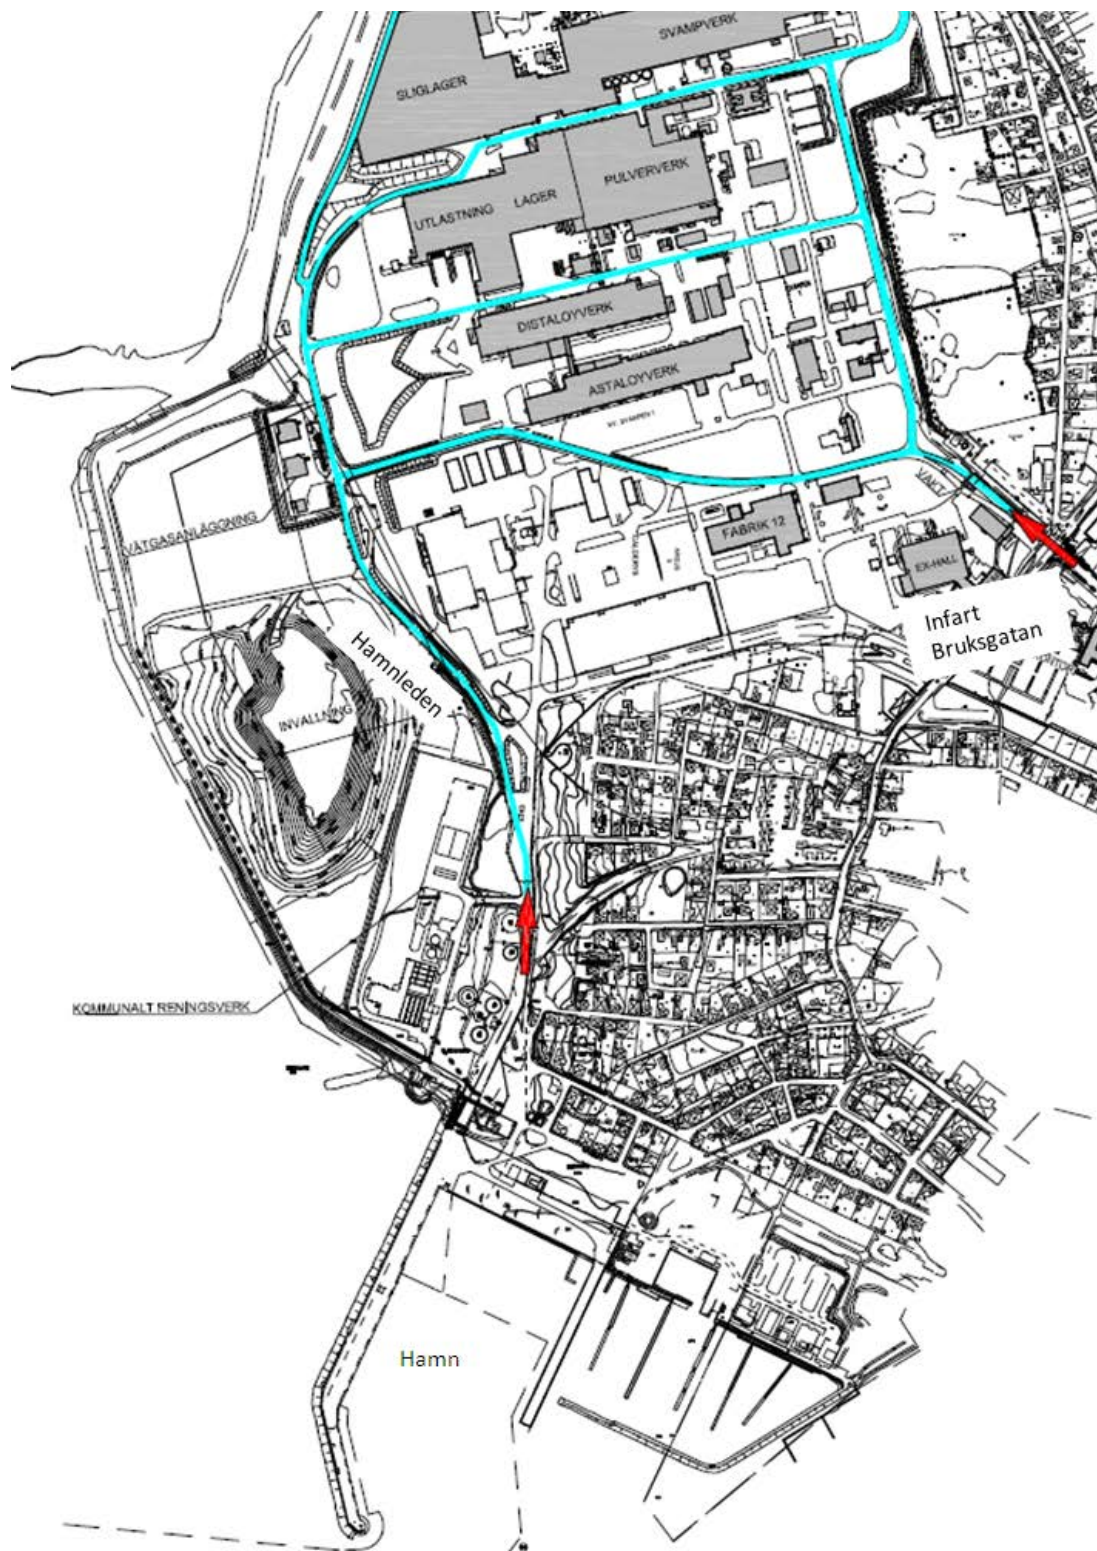 SVAMPVERK
SLIGLAGER
PULVERVERK
UTLASTNING
LAGER
DISTALOYVERK
ASTALOYVERK
VAKT
VÄTGASANLÄGGNING
FABRIK 12
EX-HALL
Infart
Bruksgatan
Hamnleden
INVALLNING
KOMMUNALT RENINGSVERK
Hamn